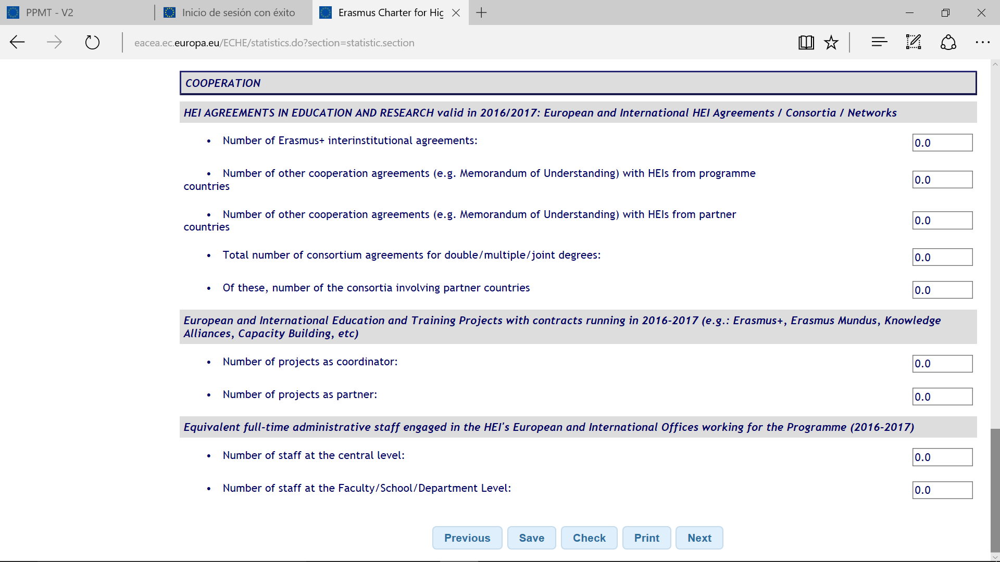 PPMT - V2
Inicio de sesión con éxito
Erasmus Charter for Hig
eacea.ec.europa.eu/ECHE/statistics.do?section=statistic.section
COOPERATION
HEI AGREEMENTS IN EDUCATION AND RESEARCH valid in 2016/2017: European and International HEI Agreements / Consortia / Networks
• Number of Erasmus+ interinstitutional agreements:
0.0
• Number of other cooperation agreements (e.g. Memorandum of Understanding) with HEIs from programme
countries
0.0
• Number of other cooperation agreements (e.g. Memorandum of Understanding) with HEIs from partner
countries
0.0
• Total number of consortium agreements for double/multiple/joint degrees:
0.0
• Of these, number of the consortia involving partner countries
0.0
European and International Education and Training Projects with contracts running in 2016-2017 (e.g.: Erasmus+, Erasmus Mundus, Knowledge
Alliances, Capacity Building, etc)
• Number of projects as coordinator:
0.0
• Number of projects as partner:
0.0
Equivalent full-time administrative staff engaged in the HEI's European and International Offices working for the Programme (2016-2017)
• Number of staff at the central level:
0.0
• Number of staff at the Faculty/School/Department Level:
0.0
Previous
Save
Check
Print
Next